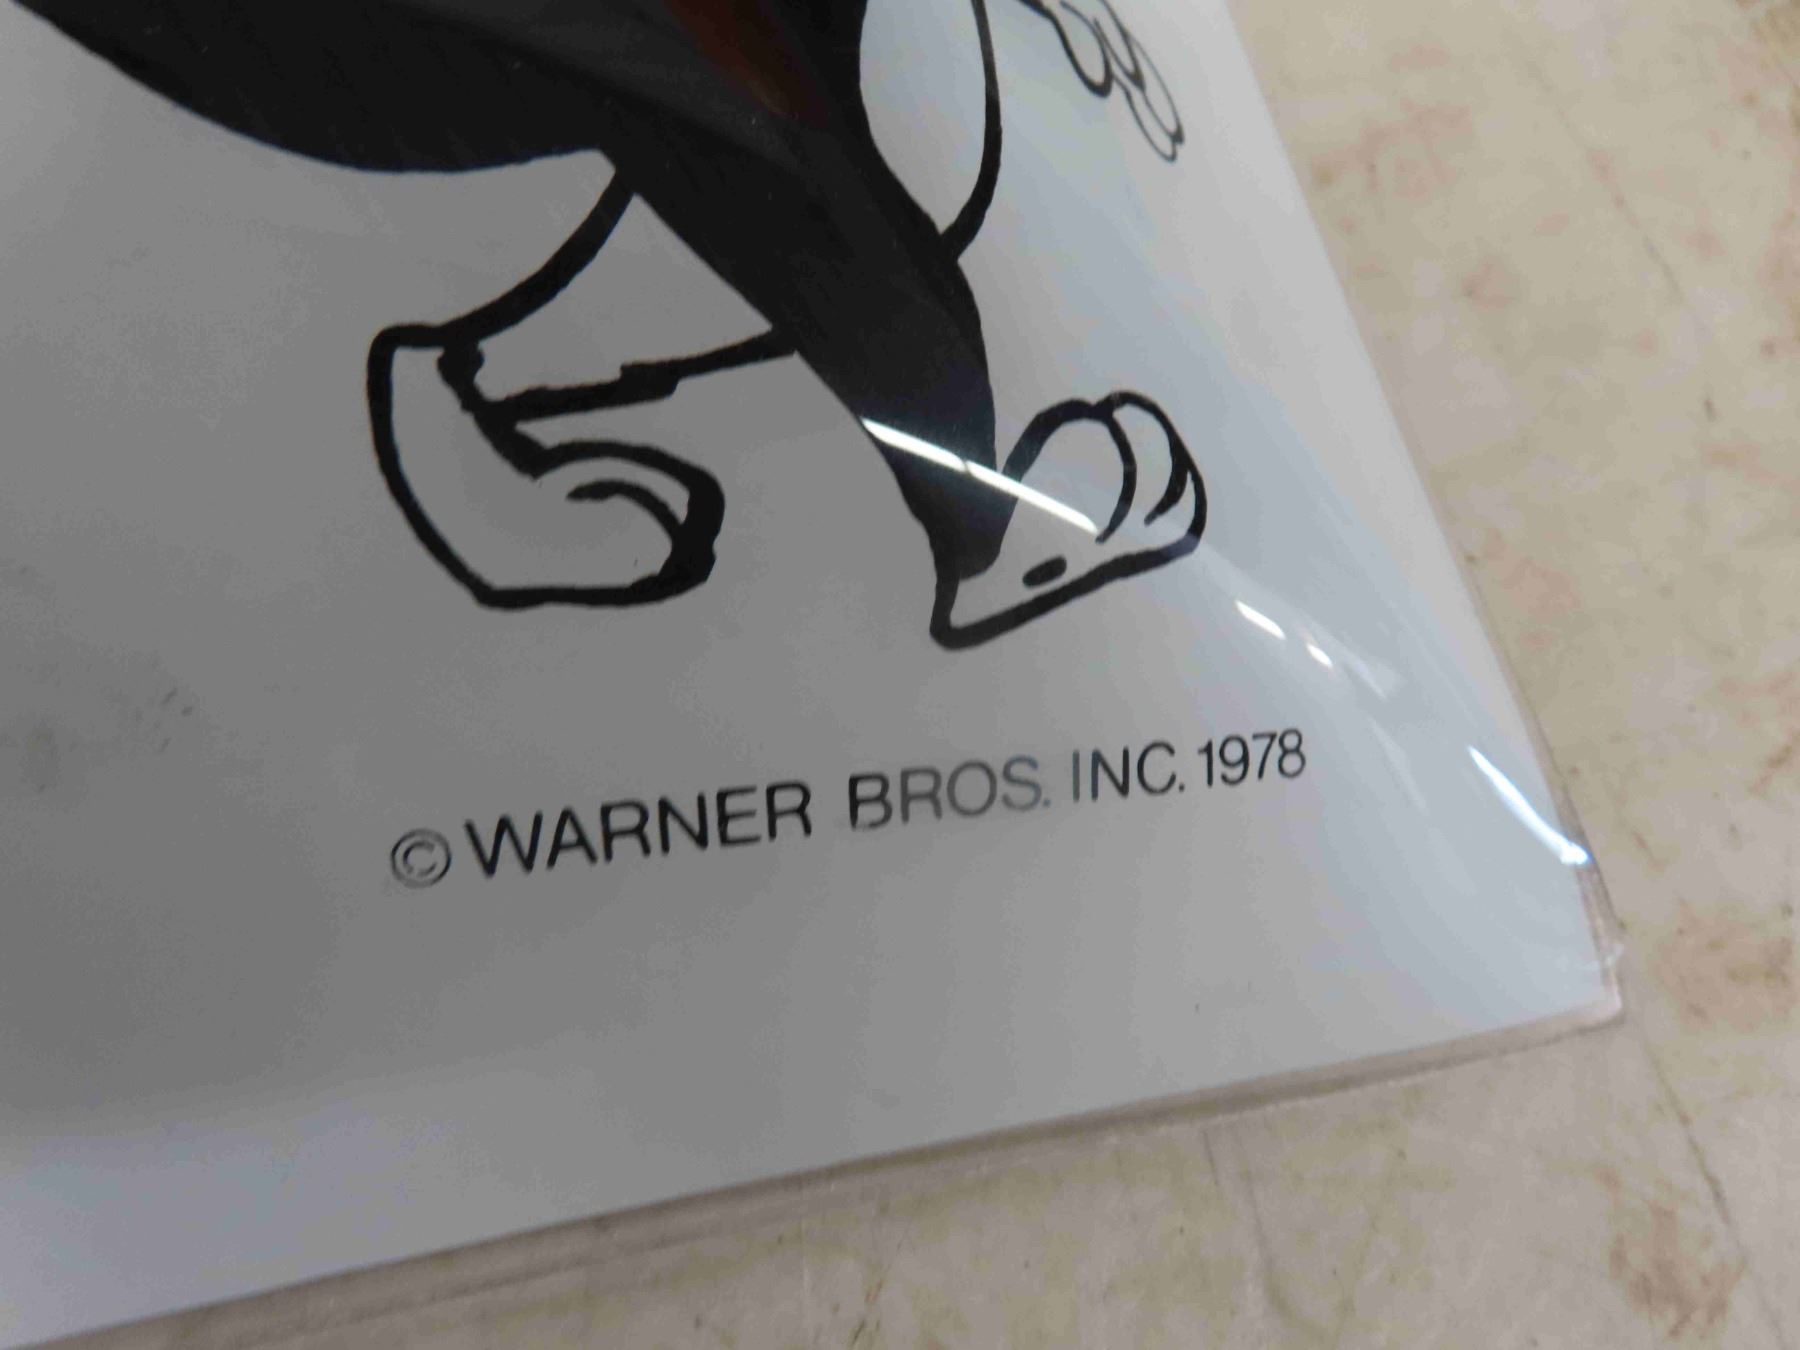 © WARNER BROS. INC. 1978